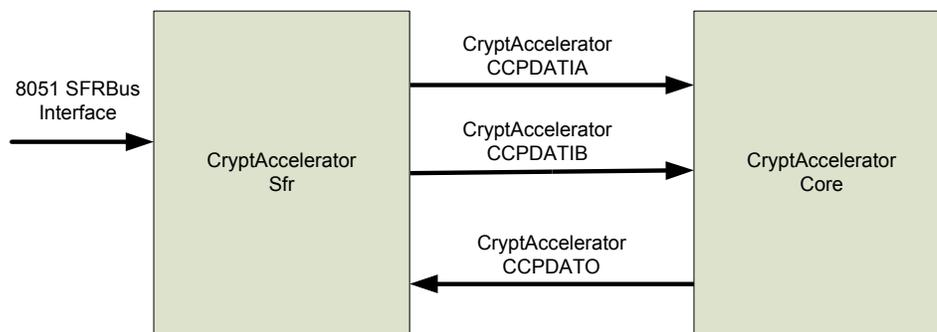 CryptAccelerator
CCPDATIA
8051 SFRBus
Interface
CryptAccelerator
CCPDATIB
CryptAccelerator
Sfr
CryptAccelerator
Core
CryptAccelerator
CCPDATO